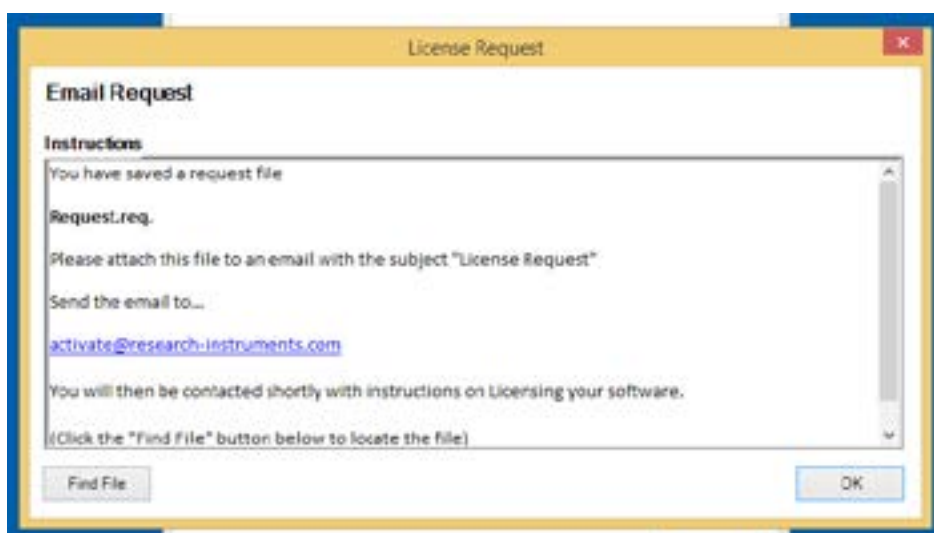 License Request
Email Request
Instructions
You have saved a request file
Request.req.
Please attach this file to an email with the subject "License Request"
Send the email to...
activate@research-instruments.com
You will then be contacted shortly with instructions on Licensing your software.
(Click the "Find File" button below to locate the file)
Find File
OK